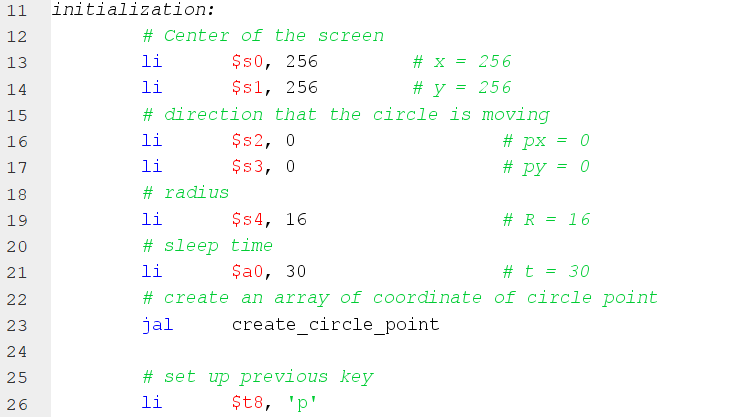 11 initialization:
12 # Center of the screen
13 li $s0, 256 # x = 256
14 li $s1, 256 # y = 256
15 # direction that the circle is moving
16 li $s2, 0 # px = 0
17 li $s3, 0 # py = 0
18 # radius
19 li $s4, 16 # R = 16
20 # sleep time
21 li $a0, 30 # t = 30
22 # create an array of coordinate of circle point
23 jal create_circle_point
24
25 # set up previous key
26 li $t8, 'p'